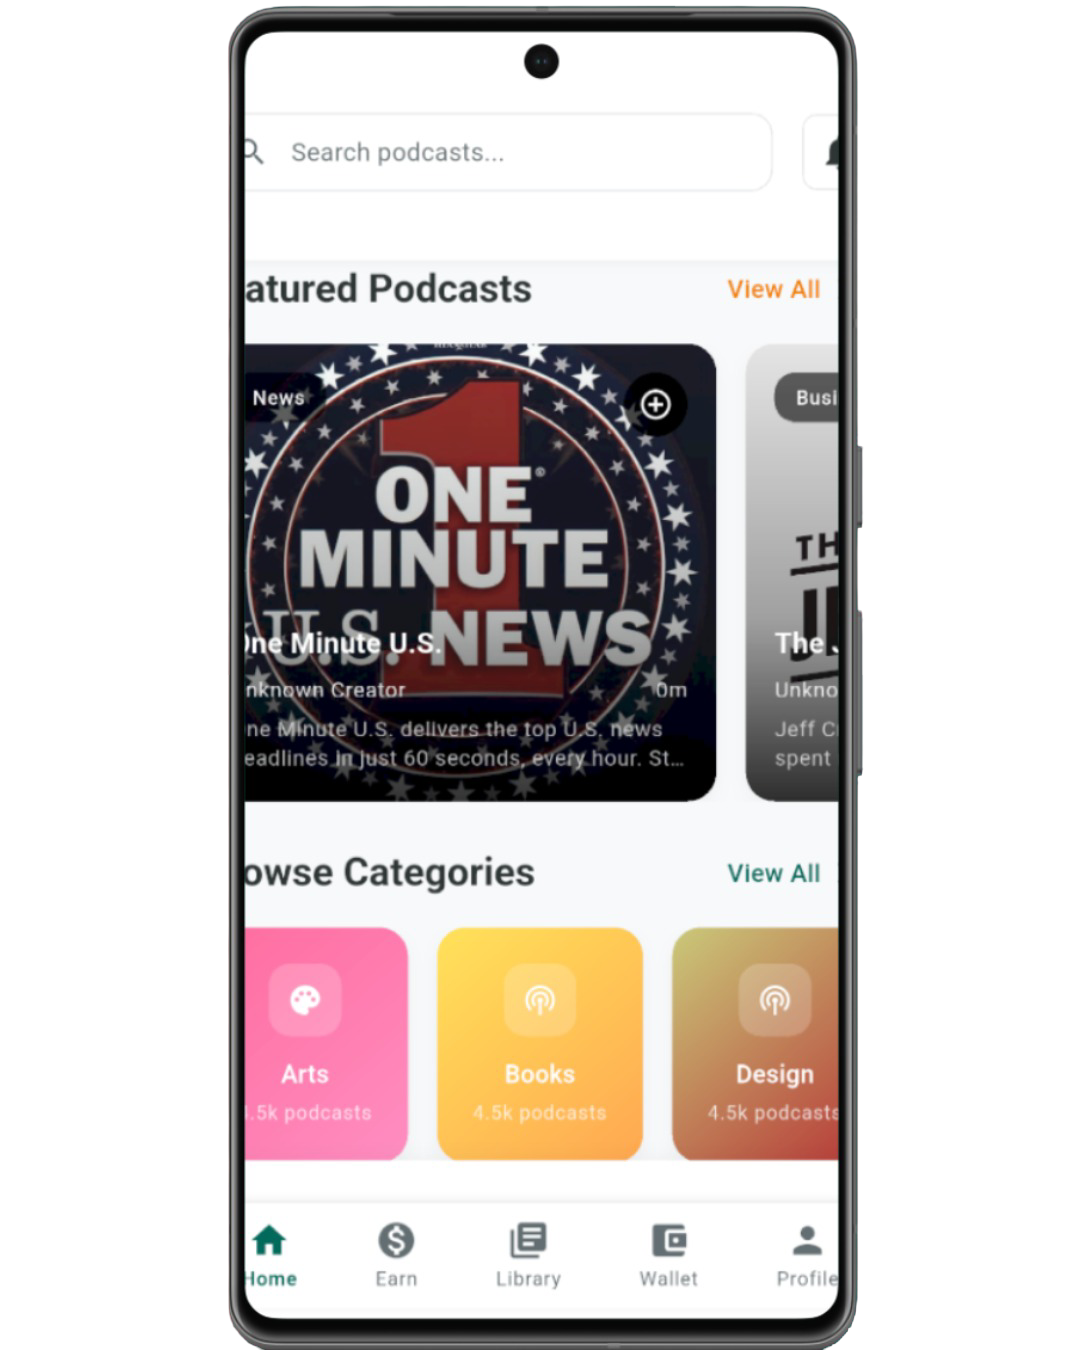 Search podcasts...
atured Podcasts
View All
News
Busi
ONE
MINUTE
U.S. NEWS
TH
One Minute U.S.
The J
nknown Creator
0m
Unkno
ne Minute U.S. delivers the top U.S. news
eadlines in just 60 seconds, every hour. St...
Jeff C
spent
owse Categories
View All
Arts
Books
Design
4.5k podcasts
4.5k podcasts
4.5k podcasts
Home
Earn
Library
Wallet
Profile